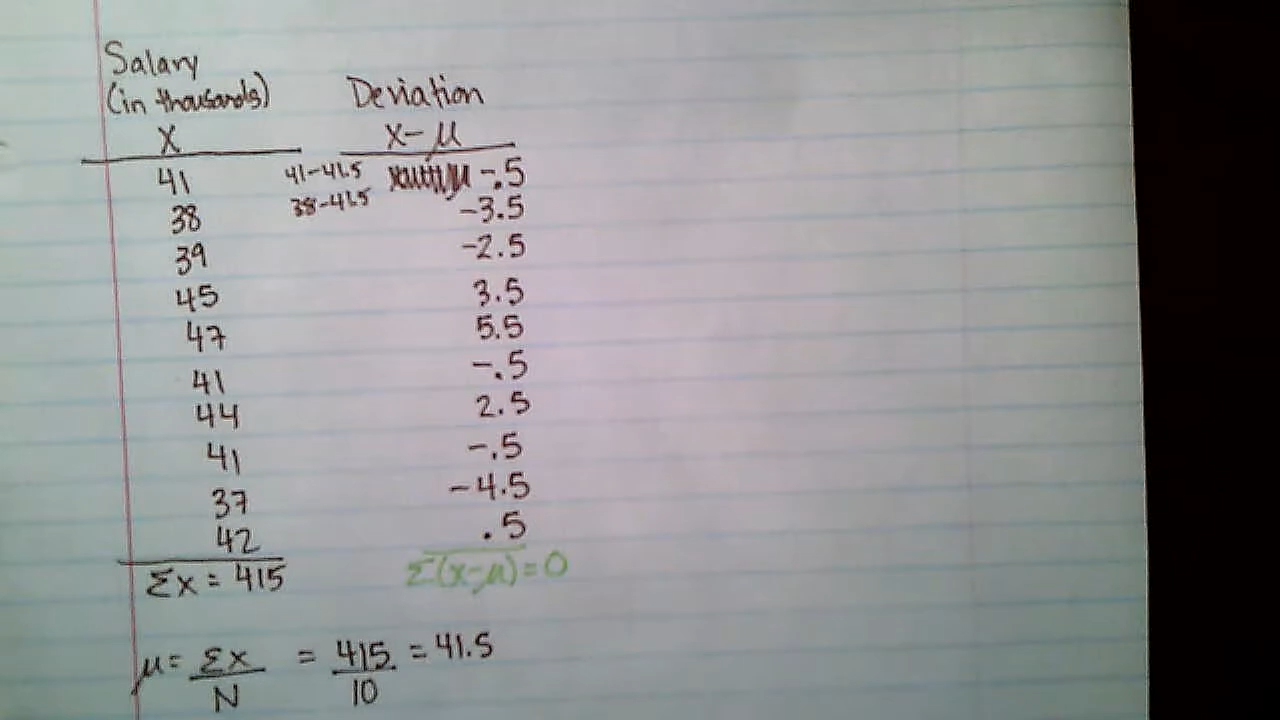 Salary
(in thousands) Deviation
x x-μ
41 41-41.5 -.5
38 38-41.5 -3.5
39 -2.5
45 3.5
47 5.5
41 -.5
44 2.5
41 -.5
37 -4.5
42 .5
Σx = 415 Σ(x-μ)=0
μ= Σx = 415 = 41.5
N 10